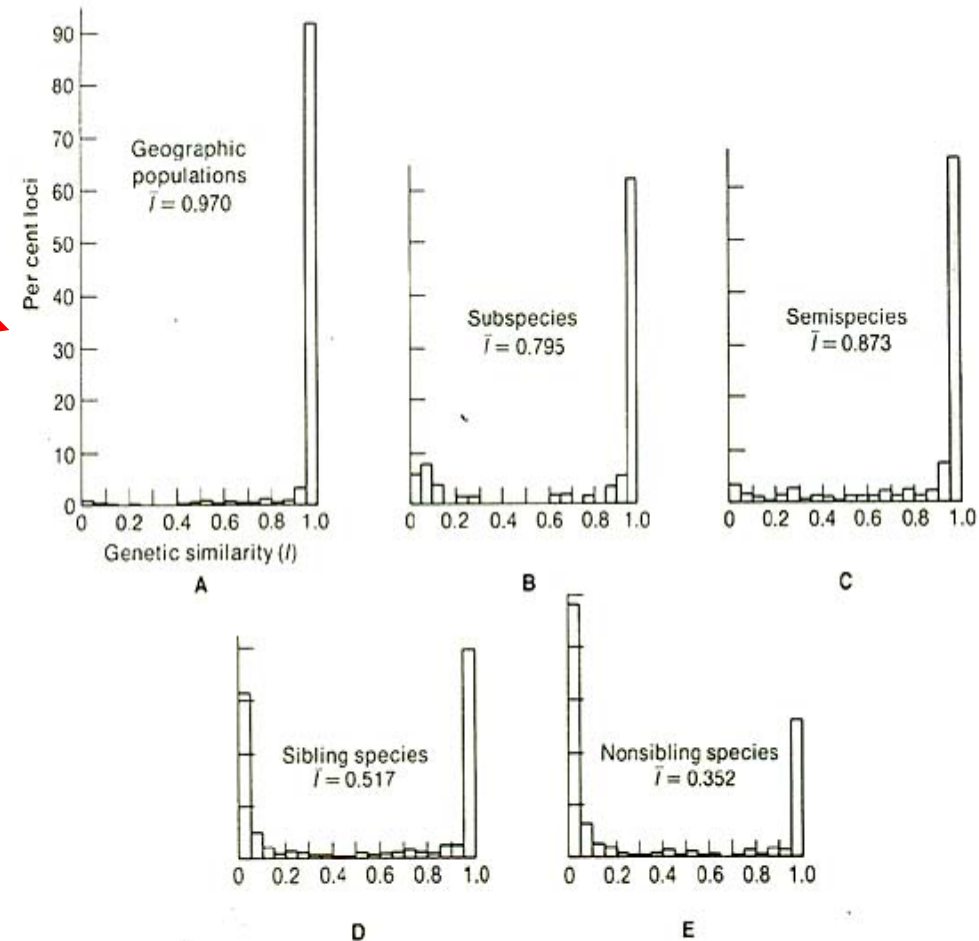 Per cent loci
90
80
70
60
50
40
30
20
10
0
Geographic
populations
Ī = 0.970
0 0.2 0.4 0.6 0.8 1.0
Genetic similarity (I)
A
Subspecies
Ī = 0.795
0 0.2 0.4 0.6 0.8 1.0
B
Semispecies
Ī = 0.873
0 0.2 0.4 0.6 0.8 1.0
C
Sibling species
Ī = 0.517
0 0.2 0.4 0.6 0.8 1.0
D
Nonsibling species
Ī = 0.352
0 0.2 0.4 0.6 0.8 1.0
E